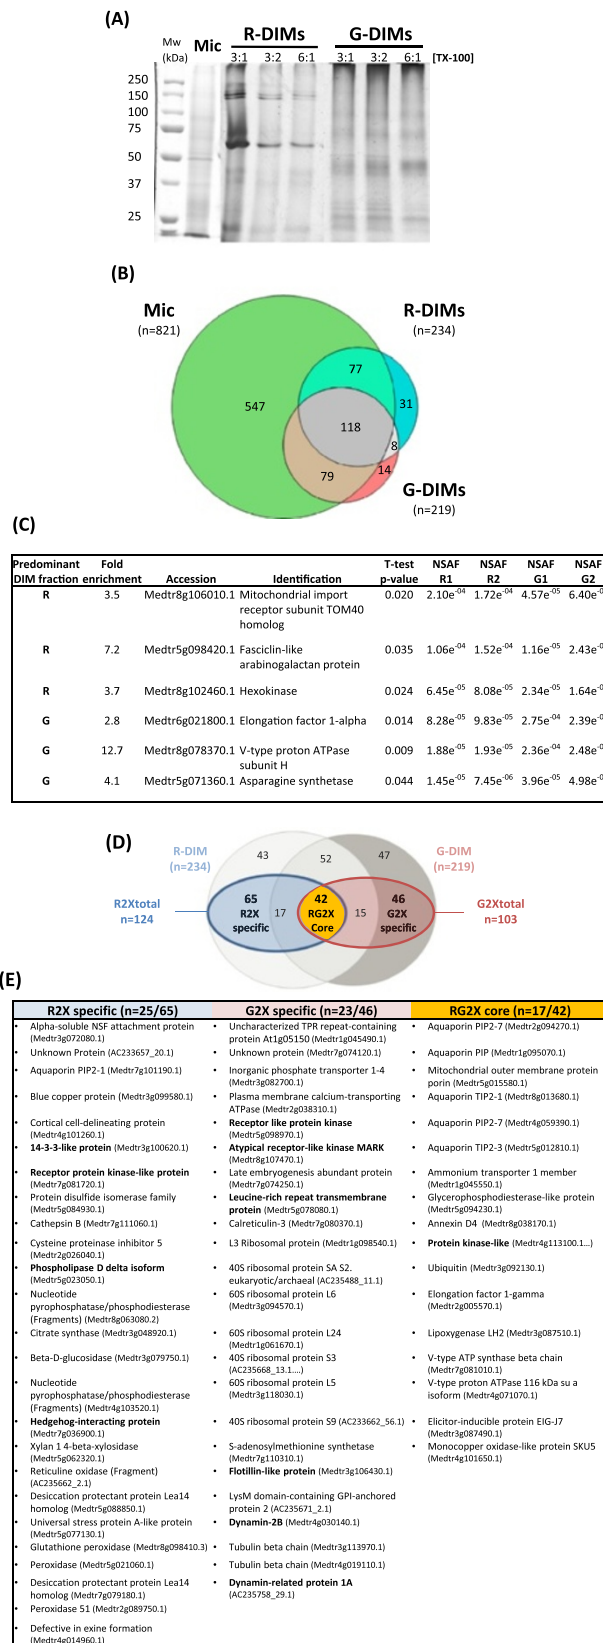 (A)
Mw
(kDa)
Mic
R-DIMs
G-DIMs
3:1 3:2 6:1 3:1 3:2 6:1 [TX-100]
250
150
100
75
50
37
25
(B)
Mic
(n=821)
R-DIMs
(n=234)
77
31
547
118
8
79
14
G-DIMs
(n=219)
(C)
Predominant Fold T-test NSAF NSAF NSAF NSAF
DIM fraction enrichment Accession Identification p-value R1 R2 G1 G2
R 3.5 Medtr8g106010.1 Mitochondrial import 0.020 2.10e-04 1.72e-04 4.57e-05 6.40e-0
receptor subunit TOM40
homolog
R 7.2 Medtr5g098420.1 Fasciclin-like 0.035 1.06e-04 1.52e-04 1.16e-05 2.43e-0
arabinogalactan protein
R 3.7 Medtr8g102460.1 Hexokinase 0.024 6.45e-05 8.08e-05 2.34e-05 1.64e-0
G 2.8 Medtr6g021800.1 Elongation factor 1-alpha 0.014 8.28e-05 9.83e-05 2.75e-04 2.39e-0
G 12.7 Medtr8g078370.1 V-type proton ATPase 0.009 1.88e-05 1.93e-05 2.36e-04 2.48e-0
subunit H
G 4.1 Medtr5g071360.1 Asparagine synthetase 0.044 1.45e-05 7.45e-06 3.96e-05 4.98e-0
(D)
R-DIM
(n=234)
43
52
47
G-DIM
(n=219)
R2Xtotal
n=124
65
R2X
specific
17
42
RG2X
Core
15
46
G2X
specific
G2Xtotal
n=103
(E)
R2X specific (n=25/65) G2X specific (n=23/46) RG2X core (n=17/42)
• Alpha-soluble NSF attachment protein
(Medtr3g072080.1)
• Unknown Protein (AC233657_20.1)
• Aquaporin PIP2-1 (Medtr7g101190.1)
• Blue copper protein (Medtr3g099580.1)
• Cortical cell-delineating protein
(Medtr4g101260.1)
• 14-3-3-like protein (Medtr3g100620.1)
• Receptor protein kinase-like protein
(Medtr7g081720.1)
• Protein disulfide isomerase family
(Medtr5g084930.1)
• Cathepsin B (Medtr7g111060.1)
• Cysteine proteinase inhibitor 5
(Medtr2g026040.1)
• Phospholipase D delta isoform
(Medtr5g023050.1)
• Nucleotide
pyrophosphatase/phosphodiesterase
(Fragments) (Medtr8g063080.2)
• Citrate synthase (Medtr3g048920.1)
• Beta-D-glucosidase (Medtr3g079750.1)
• Nucleotide
pyrophosphatase/phosphodiesterase
(Fragments) (Medtr4g103520.1)
• Hedgehog-interacting protein
(Medtr7g036900.1)
• Xylan 1 4-beta-xylosidase
(Medtr5g062320.1)
• Reticuline oxidase (Fragment)
(AC235662_2.1)
• Desiccation protectant protein Lea14
homolog (Medtr5g088850.1)
• Universal stress protein A-like protein
(Medtr5g077130.1)
• Glutathione peroxidase (Medtr8g098410.3)
• Peroxidase (Medtr5g021060.1)
• Desiccation protectant protein Lea14
homolog (Medtr7g079180.1)
• Peroxidase 51 (Medtr2g089750.1)
• Defective in exine formation
(Medtr4g014960.1)
• Uncharacterized TPR repeat-containing
protein At1g05150 (Medtr1g045490.1)
• Unknown protein (Medtr7g074120.1)
• Inorganic phosphate transporter 1-4
(Medtr3g082700.1)
• Plasma membrane calcium-transporting
ATPase (Medtr2g038310.1)
• Receptor like protein kinase
(Medtr5g098970.1)
• Atypical receptor-like kinase MARK
(Medtr8g107470.1)
• Late embryogenesis abundant protein
(Medtr7g074250.1)
• Leucine-rich repeat transmembrane
protein (Medtr5g078080.1)
• Calreticulin-3 (Medtr7g080370.1)
• L3 Ribosomal protein (Medtr1g098540.1)
• 40S ribosomal protein SA S2.
eukaryotic/archaeal (AC235488_11.1)
• 60S ribosomal protein L6
(Medtr3g094570.1)
• 60S ribosomal protein L24
(Medtr1g061670.1)
• 40S ribosomal protein S3
(AC235668_13.1....)
• 60S ribosomal protein L5
(Medtr3g118030.1)
• 40S ribosomal protein S9 (AC233662_56.1)
• S-adenosylmethionine synthetase
(Medtr7g110310.1)
• Flotillin-like protein (Medtr3g106430.1)
• LysM domain-containing GPI-anchored
protein 2 (AC235671_2.1)
• Dynamin-2B (Medtr4g030140.1)
• Tubulin beta chain (Medtr3g113970.1)
• Tubulin beta chain (Medtr4g019110.1)
• Dynamin-related protein 1A
(AC235758_29.1)
• Aquaporin PIP2-7 (Medtr2g094270.1)
• Aquaporin PIP (Medtr1g095070.1)
• Mitochondrial outer membrane protein
porin (Medtr5g015580.1)
• Aquaporin TIP2-1 (Medtr8g013680.1)
• Aquaporin PIP2-7 (Medtr4g059390.1)
• Aquaporin TIP2-3 (Medtr5g012810.1)
• Ammonium transporter 1 member
(Medtr1g045550.1)
• Glycerophosphodiesterase-like protein
(Medtr5g094230.1)
• Annexin D4 (Medtr8g038170.1)
• Protein kinase-like (Medtr4g113100.1...)
• Ubiquitin (Medtr3g092130.1)
• Elongation factor 1-gamma
(Medtr2g005570.1)
• Lipoxygenase LH2 (Medtr3g087510.1)
• V-type ATP synthase beta chain
(Medtr7g081010.1)
• V-type proton ATPase 116 kDa su a
isoform (Medtr4g071070.1)
• Elicitor-inducible protein EIG-J7
(Medtr3g087490.1)
• Monocopper oxidase-like protein SKU5
(Medtr4g101650.1)